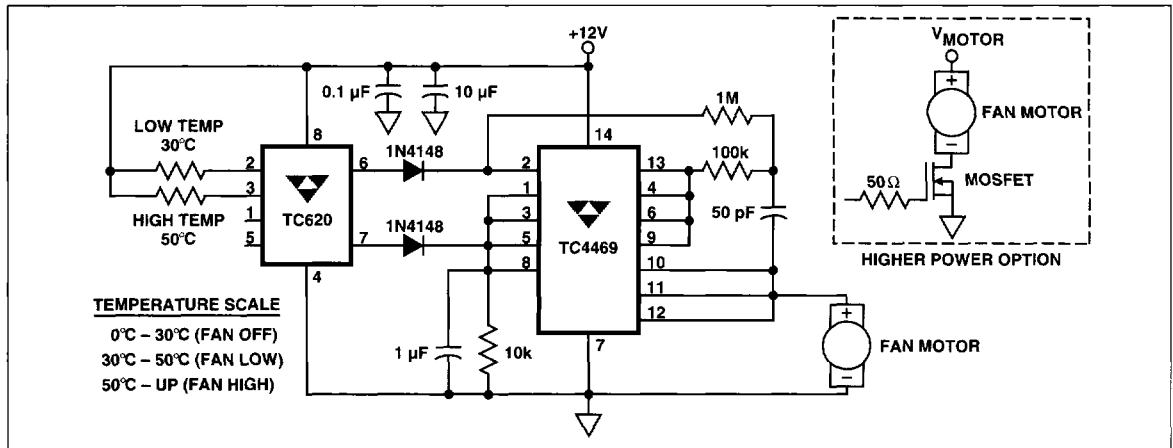 +12V
V MOTOR
0.1 µF
10 µF
1M
FAN MOTOR
LOW TEMP
30°C
8
1N4148
14
100k
2
6
2
13
50Ω
MOSFET
3
1
4
50 pF
HIGH TEMP
50°C
1
TC620
1N4148
3
6
5
7
5
TC4469
9
HIGHER POWER OPTION
4
8
10
11
12
TEMPERATURE SCALE
0°C – 30°C (FAN OFF)
30°C – 50°C (FAN LOW)
50°C – UP (FAN HIGH)
1 µF
10k
7
FAN MOTOR
+
−
+
−